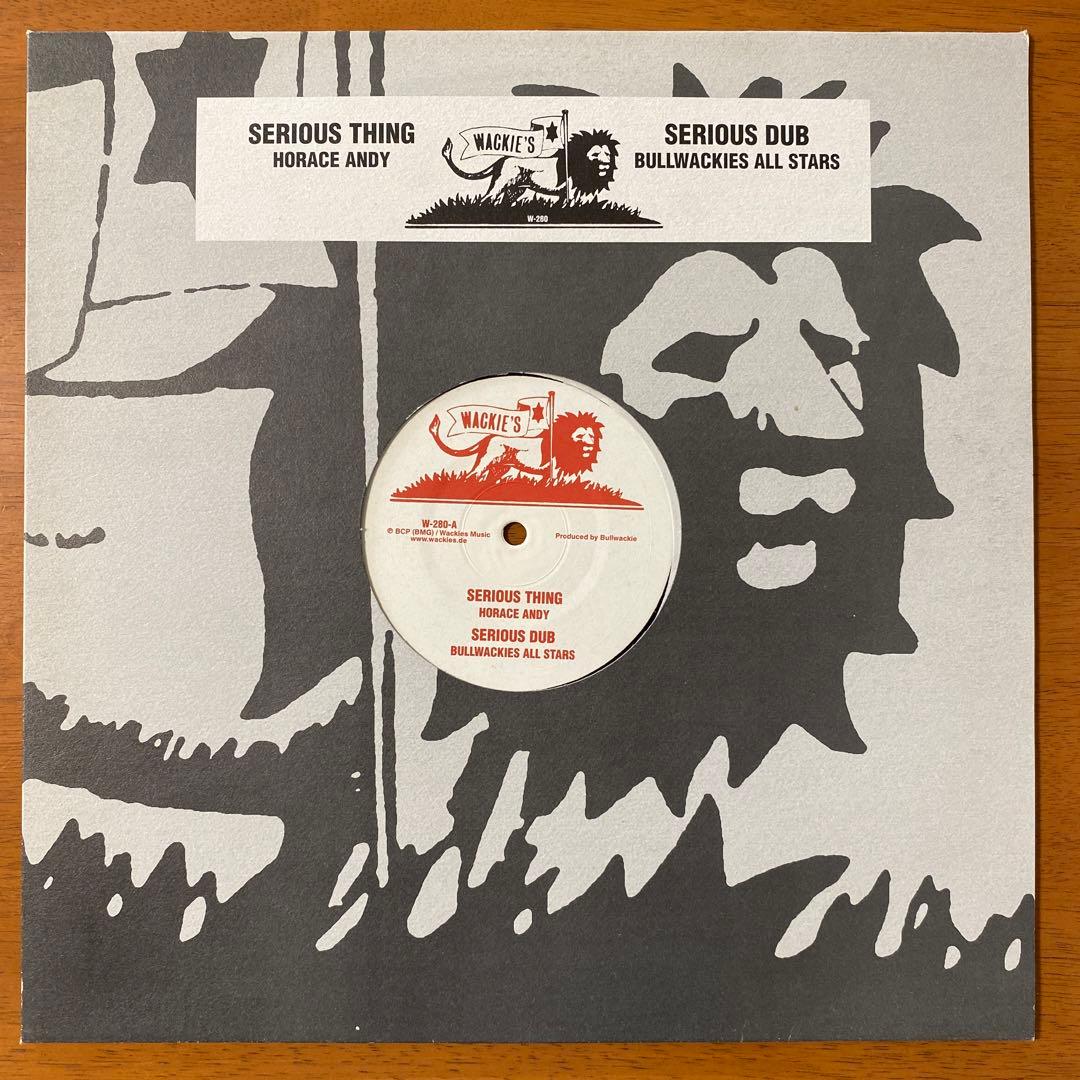 SERIOUS THING
HORACE ANDY
WACKIE'S
W-280
SERIOUS DUB
BULLWACKIES ALL STARS
WACKIE'S
W-280-A
℗ BCP (BMG) / Wackies Music
www.wackies.de
Produced by Bullwackie
SERIOUS THING
HORACE ANDY
SERIOUS DUB
BULLWACKIES ALL STARS